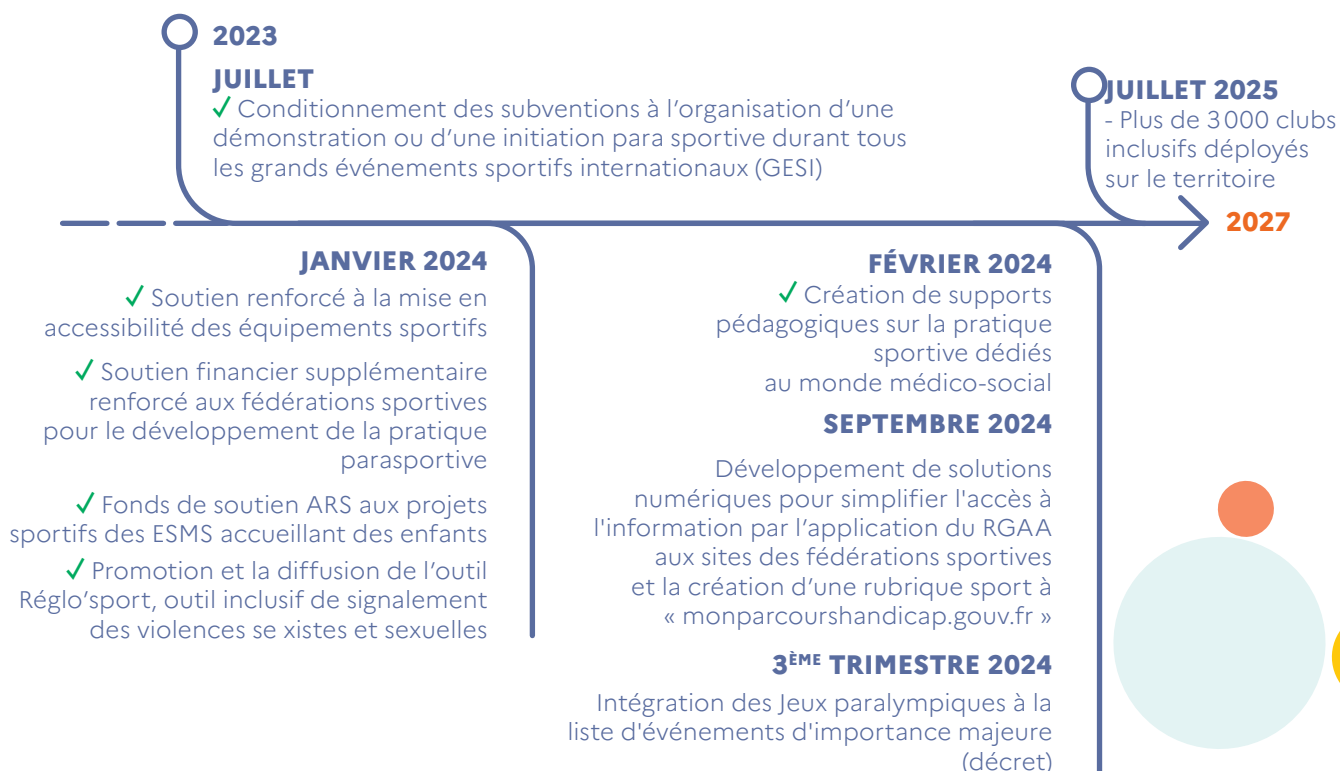 2023
JUILLET
✓ Conditionnement des subventions à l’organisation d’une
démonstration ou d’une initiation para sportive durant tous
les grands événements sportifs internationaux (GESI)
JUILLET 2025
- Plus de 3 000 clubs
inclusifs déployés
sur le territoire
2027
JANVIER 2024
✓ Soutien renforcé à la mise en
accessibilité des équipements sportifs
✓ Soutien financier supplémentaire
renforcé aux fédérations sportives
pour le développement de la pratique
parasportive
✓ Fonds de soutien ARS aux projets
sportifs des ESMS accueillant des enfants
✓ Promotion et la diffusion de l’outil
Réglo’sport, outil inclusif de signalement
des violences se xistes et sexuelles
FÉVRIER 2024
✓ Création de supports
pédagogiques sur la pratique
sportive dédiés
au monde médico-social
SEPTEMBRE 2024
Développement de solutions
numériques pour simplifier l'accès à
l'information par l’application du RGAA
aux sites des fédérations sportives
et la création d’une rubrique sport à
« monparcourshandicap.gouv.fr »
3ÈME TRIMESTRE 2024
Intégration des Jeux paralympiques à la
liste d'événements d'importance majeure
(décret)